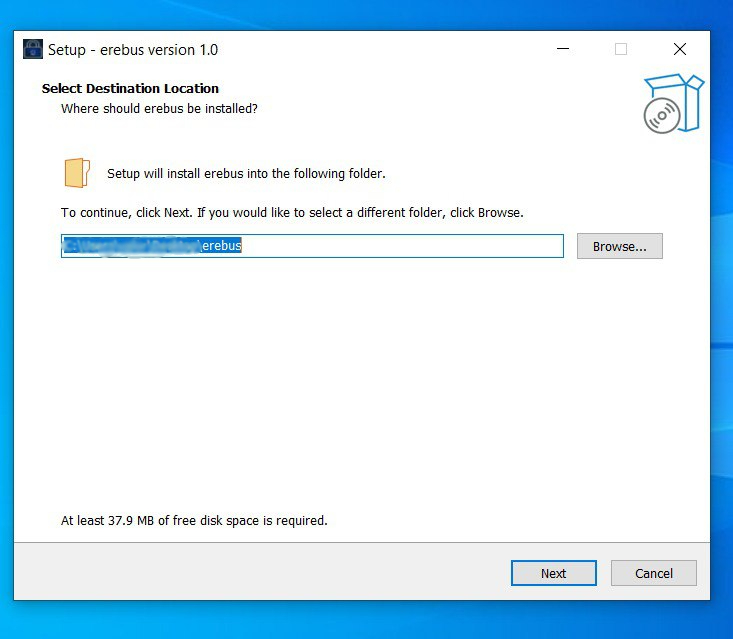 Setup - erebus version 1.0
Select Destination Location
Where should erebus be installed?
Setup will install erebus into the following folder.
To continue, click Next. If you would like to select a different folder, click Browse.
\erebus
Browse...
At least 37.9 MB of free disk space is required.
Next
Cancel